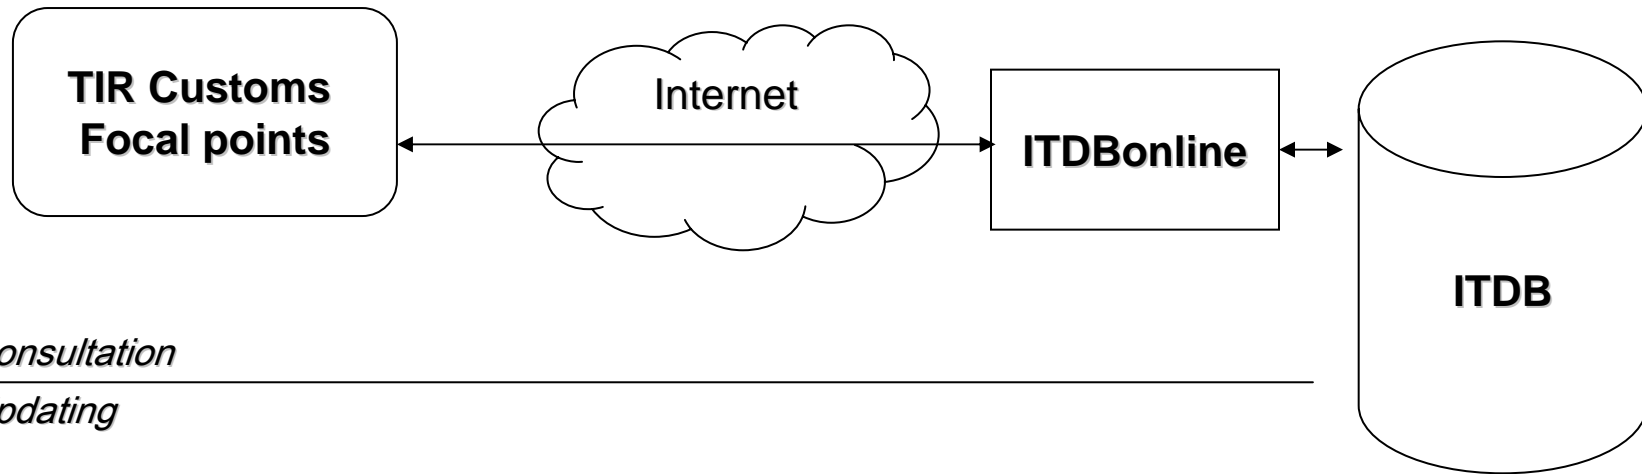 TIR Customs
Focal points
Internet
ITDBonline
ITDB
onsultation
pdating